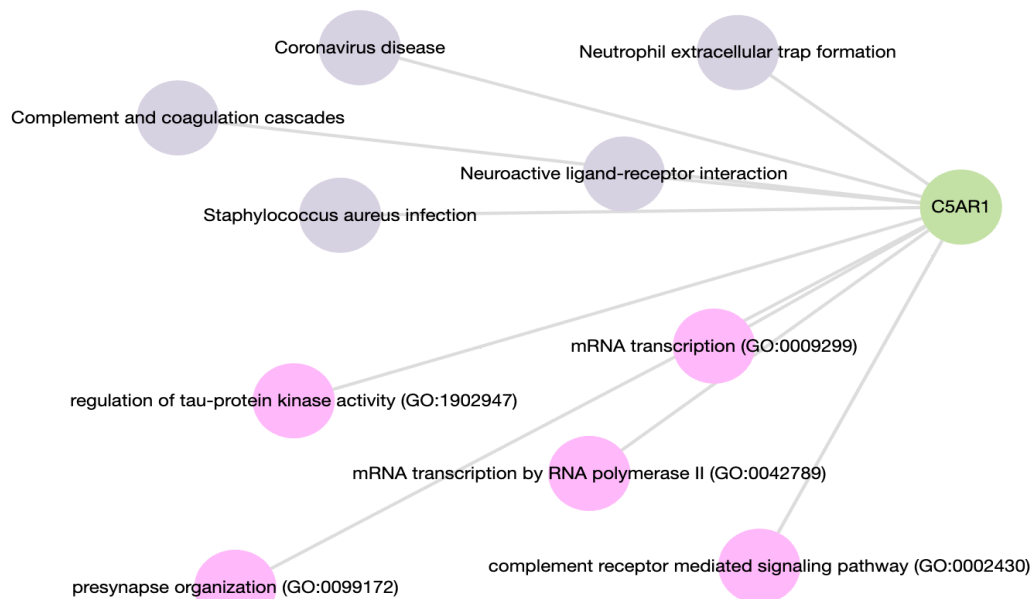 Coronavirus disease
Neutrophil extracellular trap formation
Complement and coagulation cascades
Neuroactive ligand-receptor interaction
Staphylococcus aureus infection
C5AR1
mRNA transcription (GO:0009299)
regulation of tau-protein kinase activity (GO:1902947)
mRNA transcription by RNA polymerase II (GO:0042789)
complement receptor mediated signaling pathway (GO:0002430)
presynapse organization (GO:0099172)